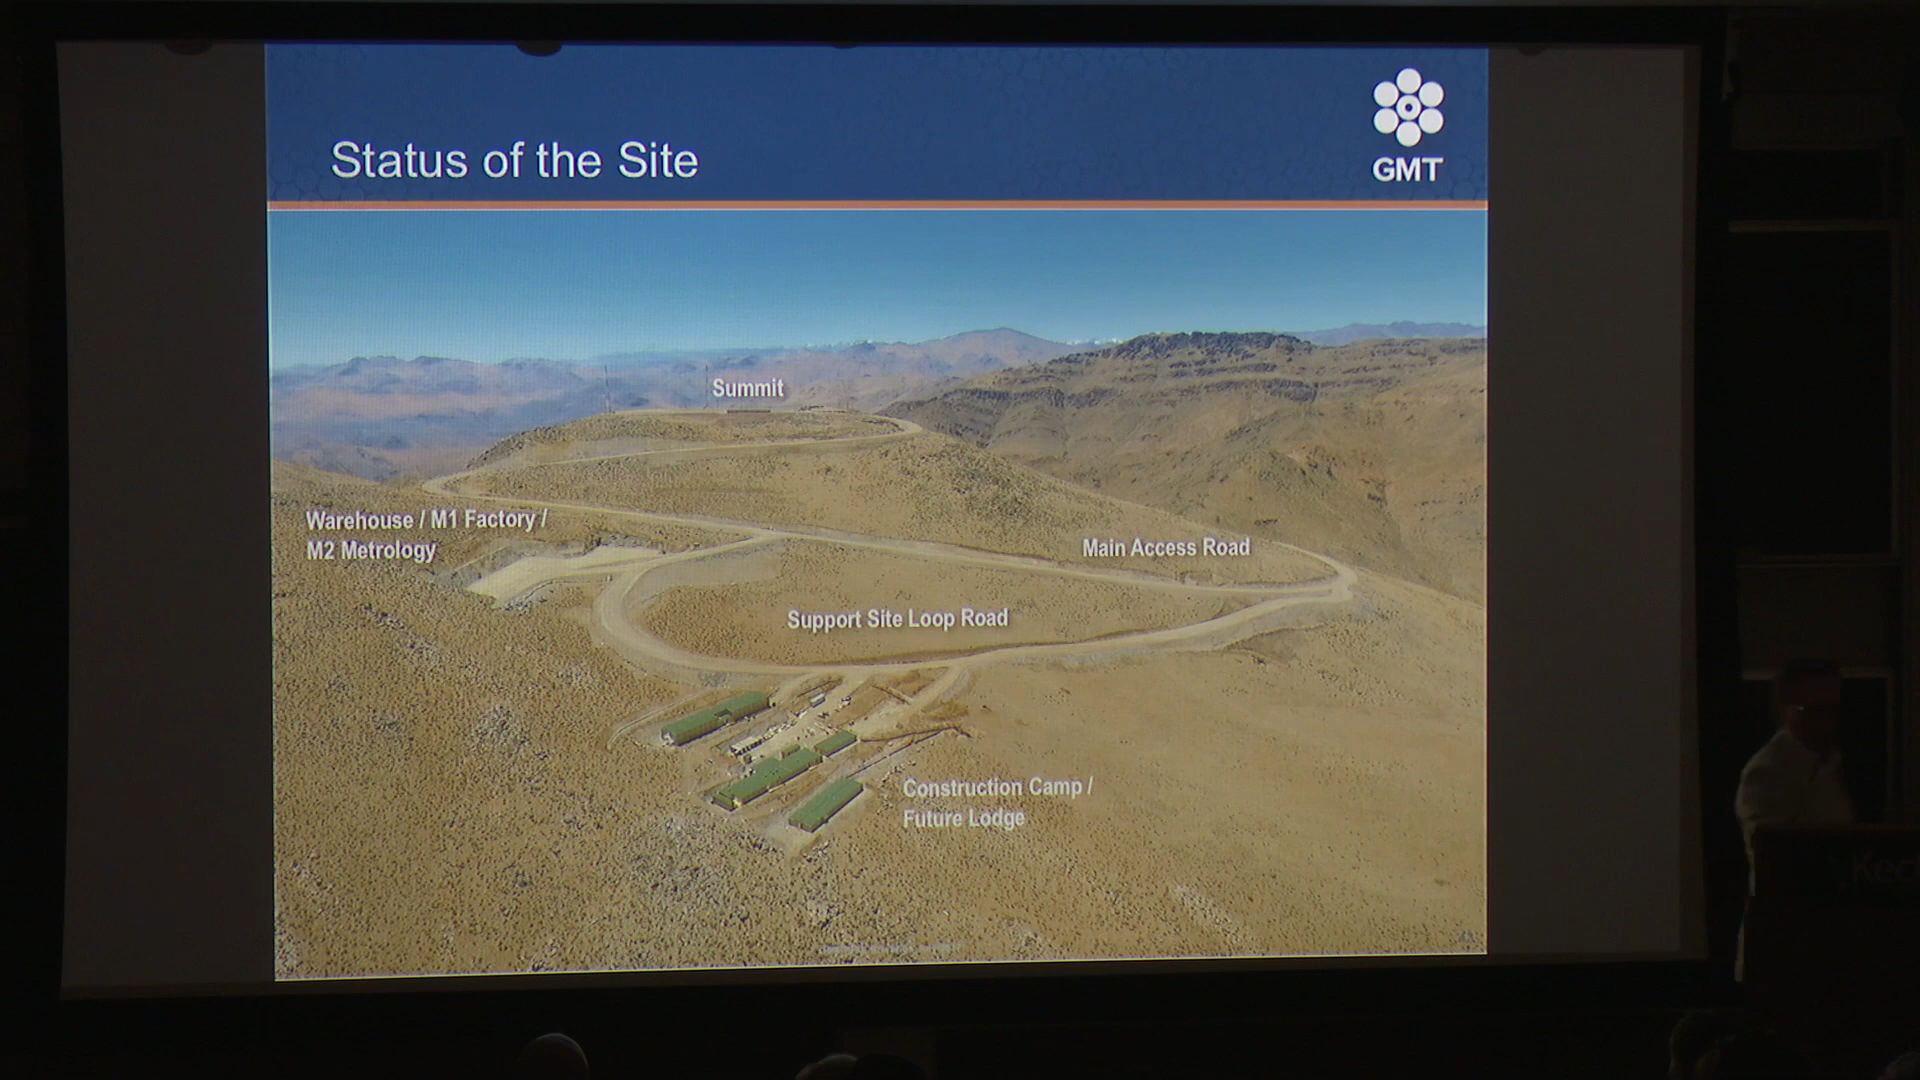 Status of the Site
GMT
Summit
Warehouse / M1 Factory /
M2 Metrology
Main Access Road
Support Site Loop Road
Construction Camp /
Future Lodge